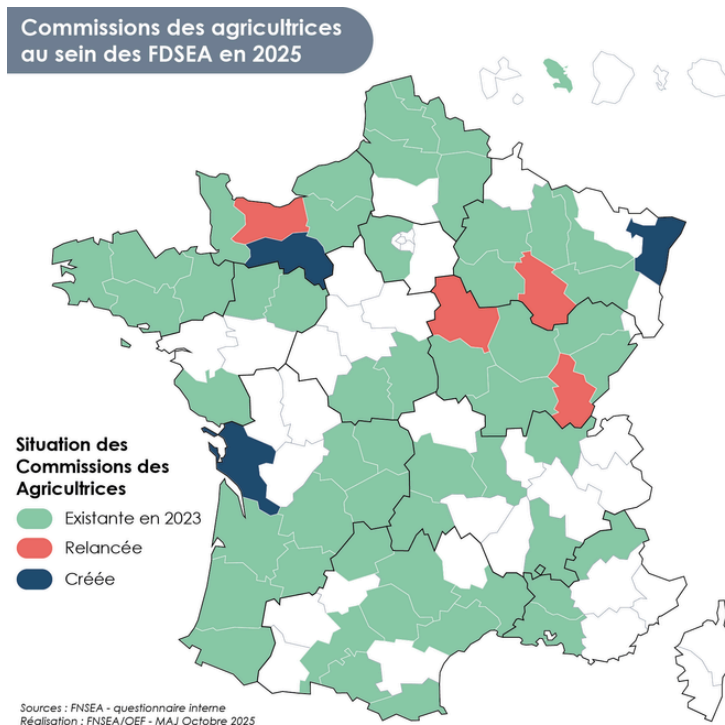 Commissions des agricultrices
au sein des FDSEA en 2025
Situation des
Commissions des
Agricultrices
Existante en 2023
Relancée
Créée
Sources : FNSEA - questionnaire interne
Réalisation : FNSEA/OEF - MAJ Octobre 2025